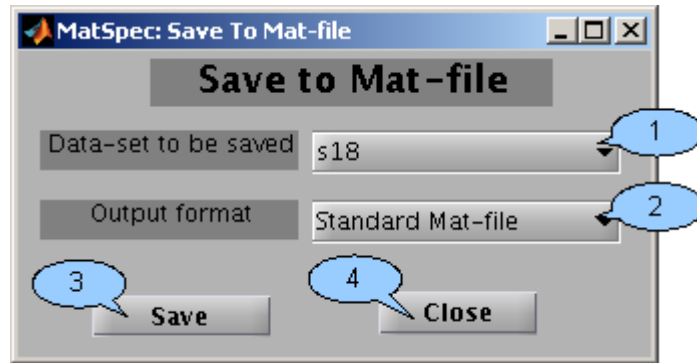 MatSpec: Save To Mat-file
Save to Mat-file
Data-set to be saved s18 1
Output format Standard Mat-file 2
3 4
Save Close